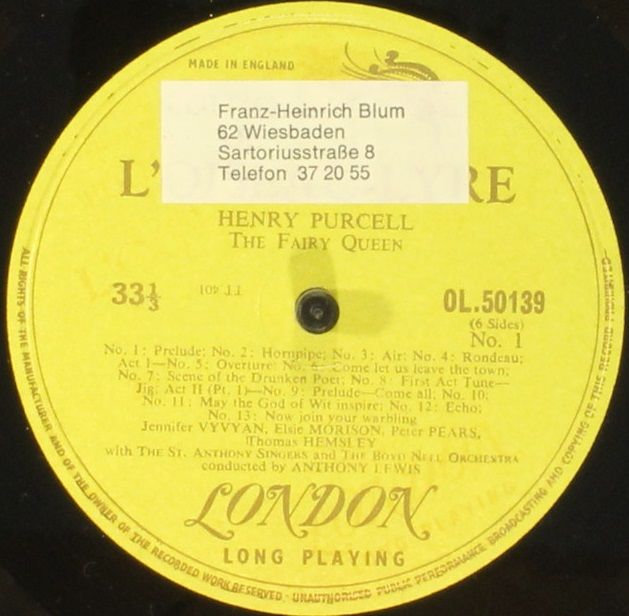 MADE IN ENGLAND
Franz-Heinrich Blum
62 Wiesbaden
Sartoriusstraße 8
Telefon 37 20 55
L' RE
HENRY PURCELL
THE FAIRY QUEEN
33⅓
TT. 401
OL.50139
(6 Sides)
No. 1
No. 1: Prelude; No. 2: Hornpipe; No. 3: Air; No. 4: Rondeau;
Act 1—No. 5: Overture; No. 6: Come let us leave the town;
No. 7: Scene of the Drunken Poet; No. 8: First Act Tune—
Jig; Act II (Pt. 1)—No. 9: Prelude—Come all; No. 10;
No. 11: May the God of Wit inspire; No. 12: Echo;
No. 13: Now join your warbling
Jennifer VYVYAN, Elsie MORISON, Peter PEARS,
Thomas HEMSLEY
with THE ST. ANTHONY SINGERS and THE BOYD NEEL ORCHESTRA
conducted by ANTHONY LEWIS
LONDON
LONG PLAYING
ALL RIGHTS OF THE MANUFACTURER AND OF THE OWNER OF THE RECORDED WORK RESERVED. UNAUTHORISED PUBLIC PERFORMANCE BROADCASTING AND COPYING OF THIS RECORD PROHIBITED